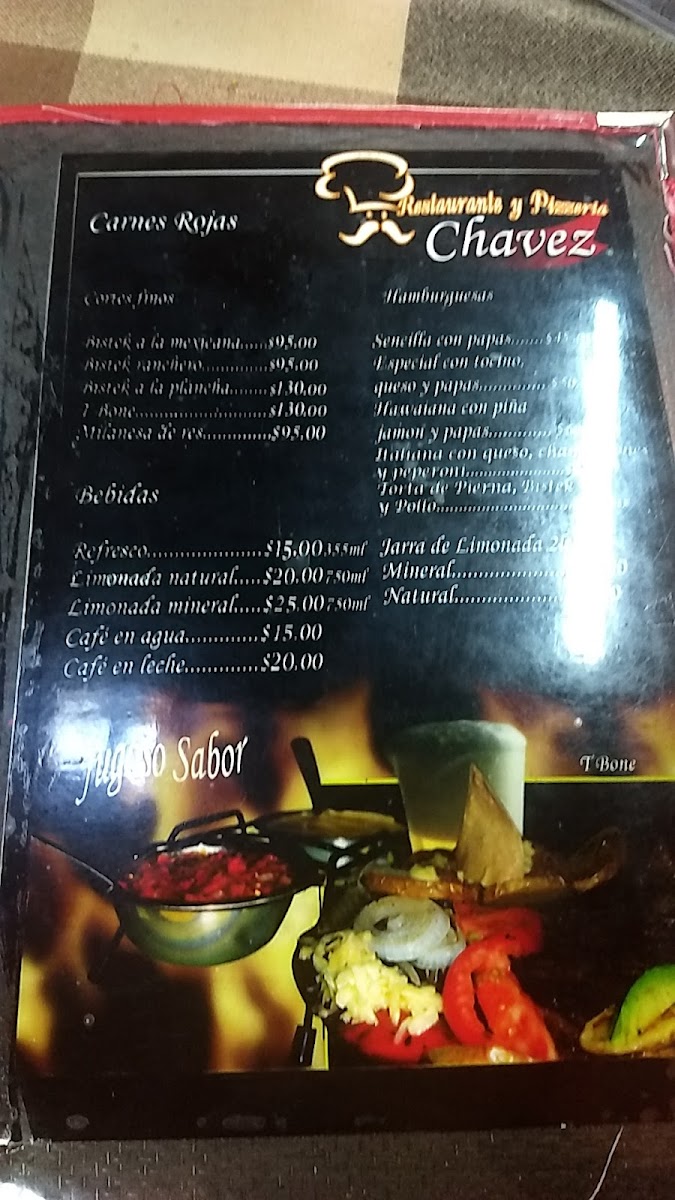 Restaurante y Pizzeria
Chavez
Carnes Rojas
Cortes finos
Bistek a la mexicana......$95.00
Bistek ranchero..............$95.00
Bistek a la plancha........$130.00
T Bone.......................$130.00
Milanesa de res.............$95.00
Bebidas
Refresco......................$15.00 355ml
Limonada natural.....$20.00 750ml
Limonada mineral.....$25.00 750ml
Café en agua..............$15.00
Café en leche..............$20.00
Hamburguesas
Sencilla con papas.......
Especial con tocino,
queso y papas.............
Hawaiana con piña
jamon y papas............
Italiana con queso,
y peperoni..................
Torta de Pierna, Bistek
y Pollo........................
Jarra de Limonada
Mineral......................
Natural......................
Jugoso Sabor
T Bone